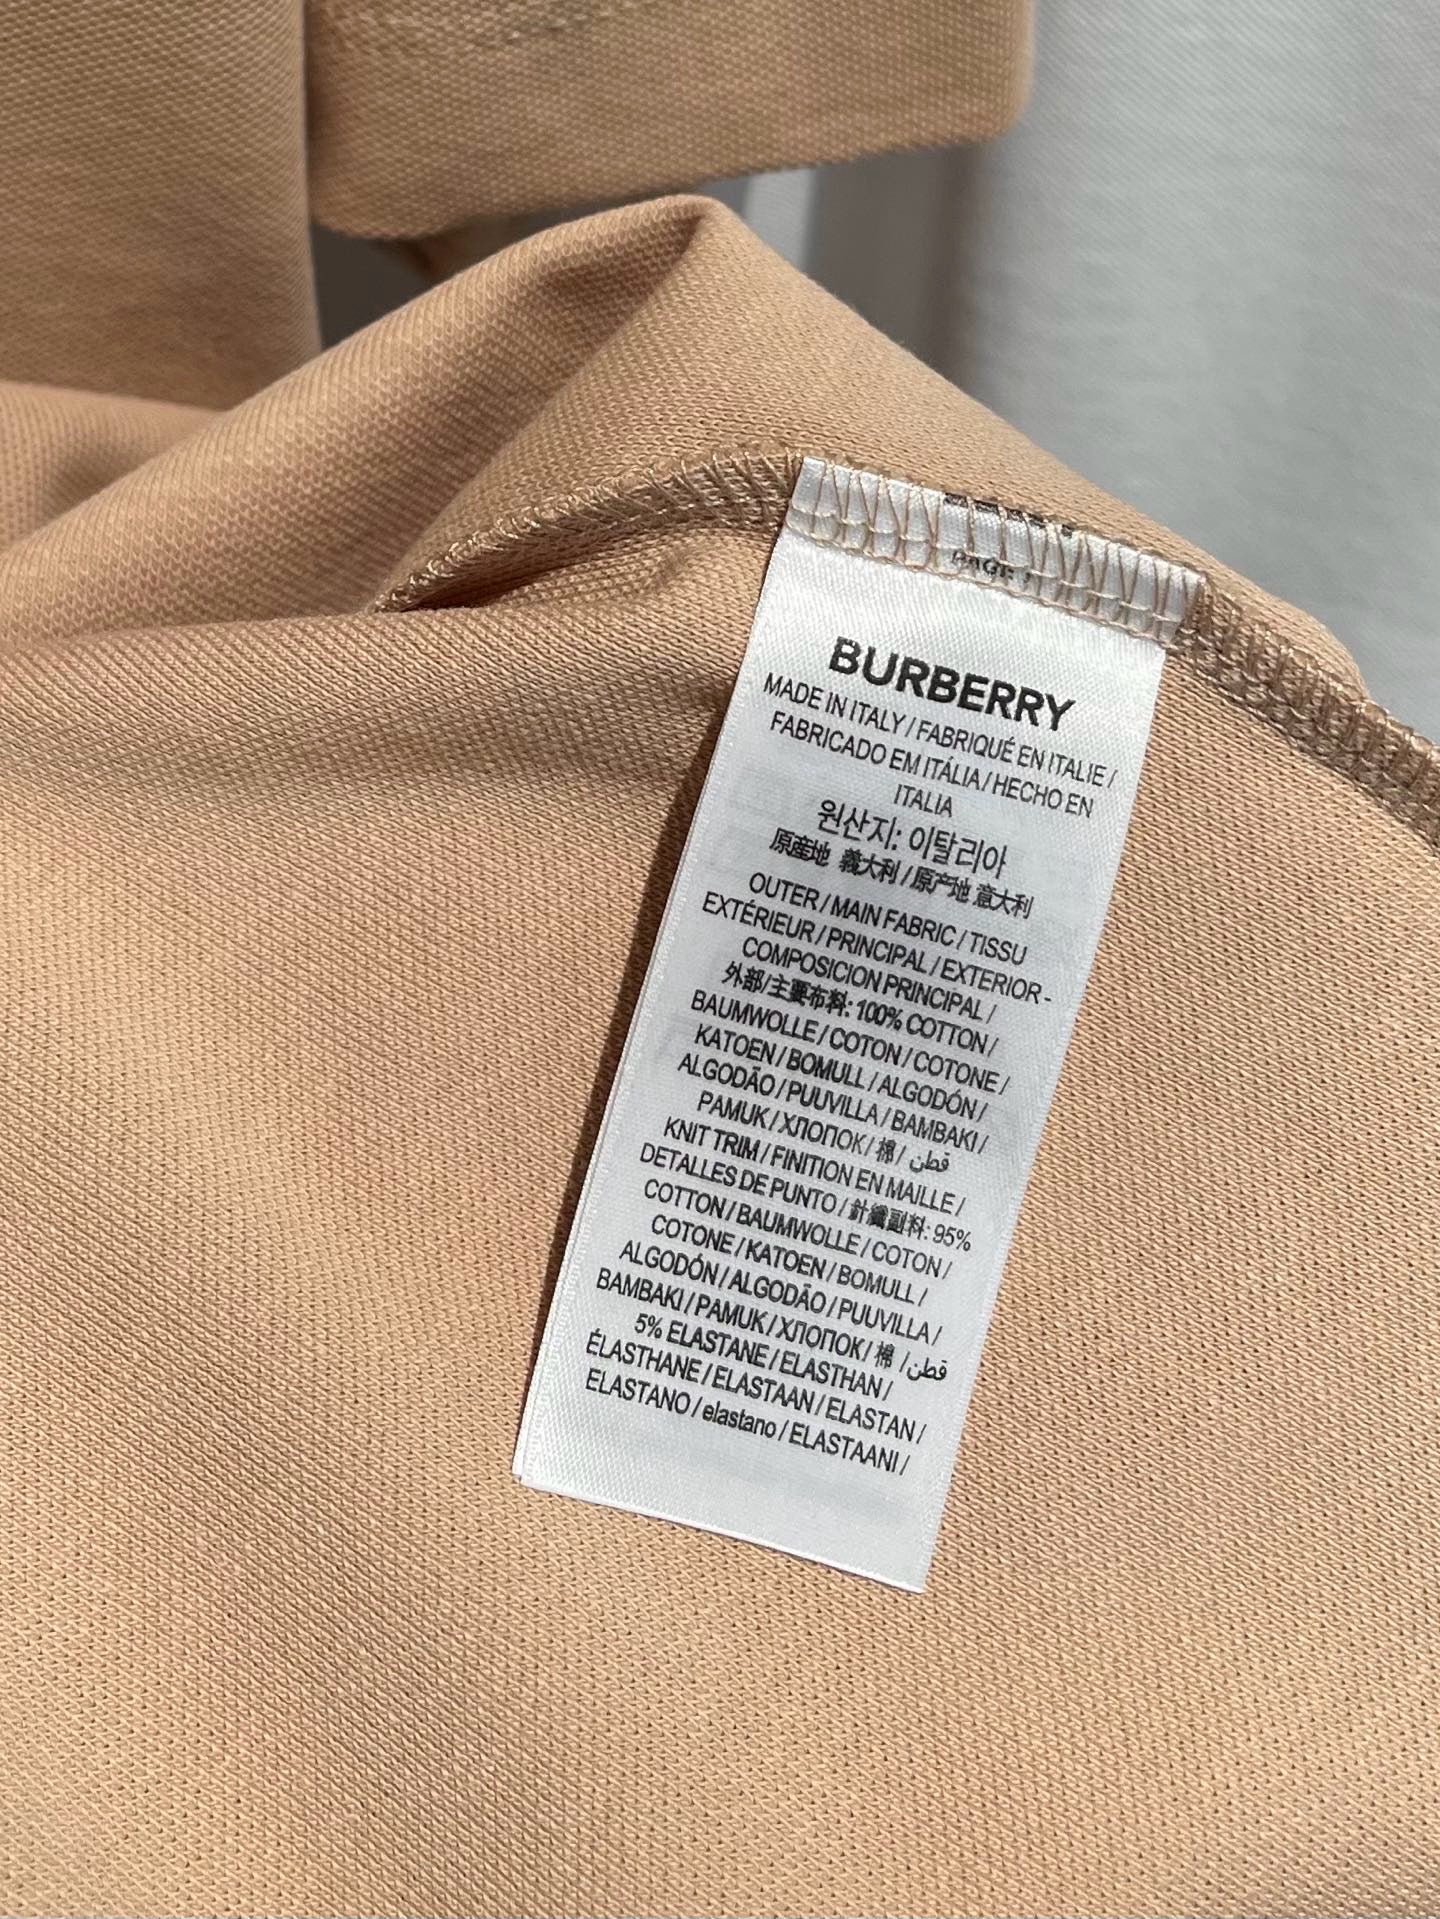 BURBERRY
MADE IN ITALY / FABRIQUÉ EN ITALIE /
FABRICADO EM ITÁLIA / HECHO EN
ITALIA
원산지: 이탈리아
原産地 義大利 / 原产地 意大利
OUTER / MAIN FABRIC / TISSU
EXTÉRIEUR / PRINCIPAL / EXTERIOR -
COMPOSICION PRINCIPAL /
外部/主要布料: 100% COTTON /
BAUMWOLLE / COTON / COTONE /
KATOEN / BOMULL / ALGODÓN /
ALGODÃO / PUUVILLA / BAMBAKI /
PAMUK / ХЛОПОК / 棉 / قطن
KNIT TRIM / FINITION EN MAILLE /
DETALLES DE PUNTO / 針織副料: 95%
COTTON / BAUMWOLLE / COTON /
COTONE / KATOEN / BOMULL /
ALGODÓN / ALGODÃO / PUUVILLA /
BAMBAKI / PAMUK / ХЛОПОК / 棉 / قطن
5% ELASTANE / ELASTHAN /
ÉLASTHANE / ELASTAAN / ELASTAN /
ELASTANO / elastano / ELASTAANI /